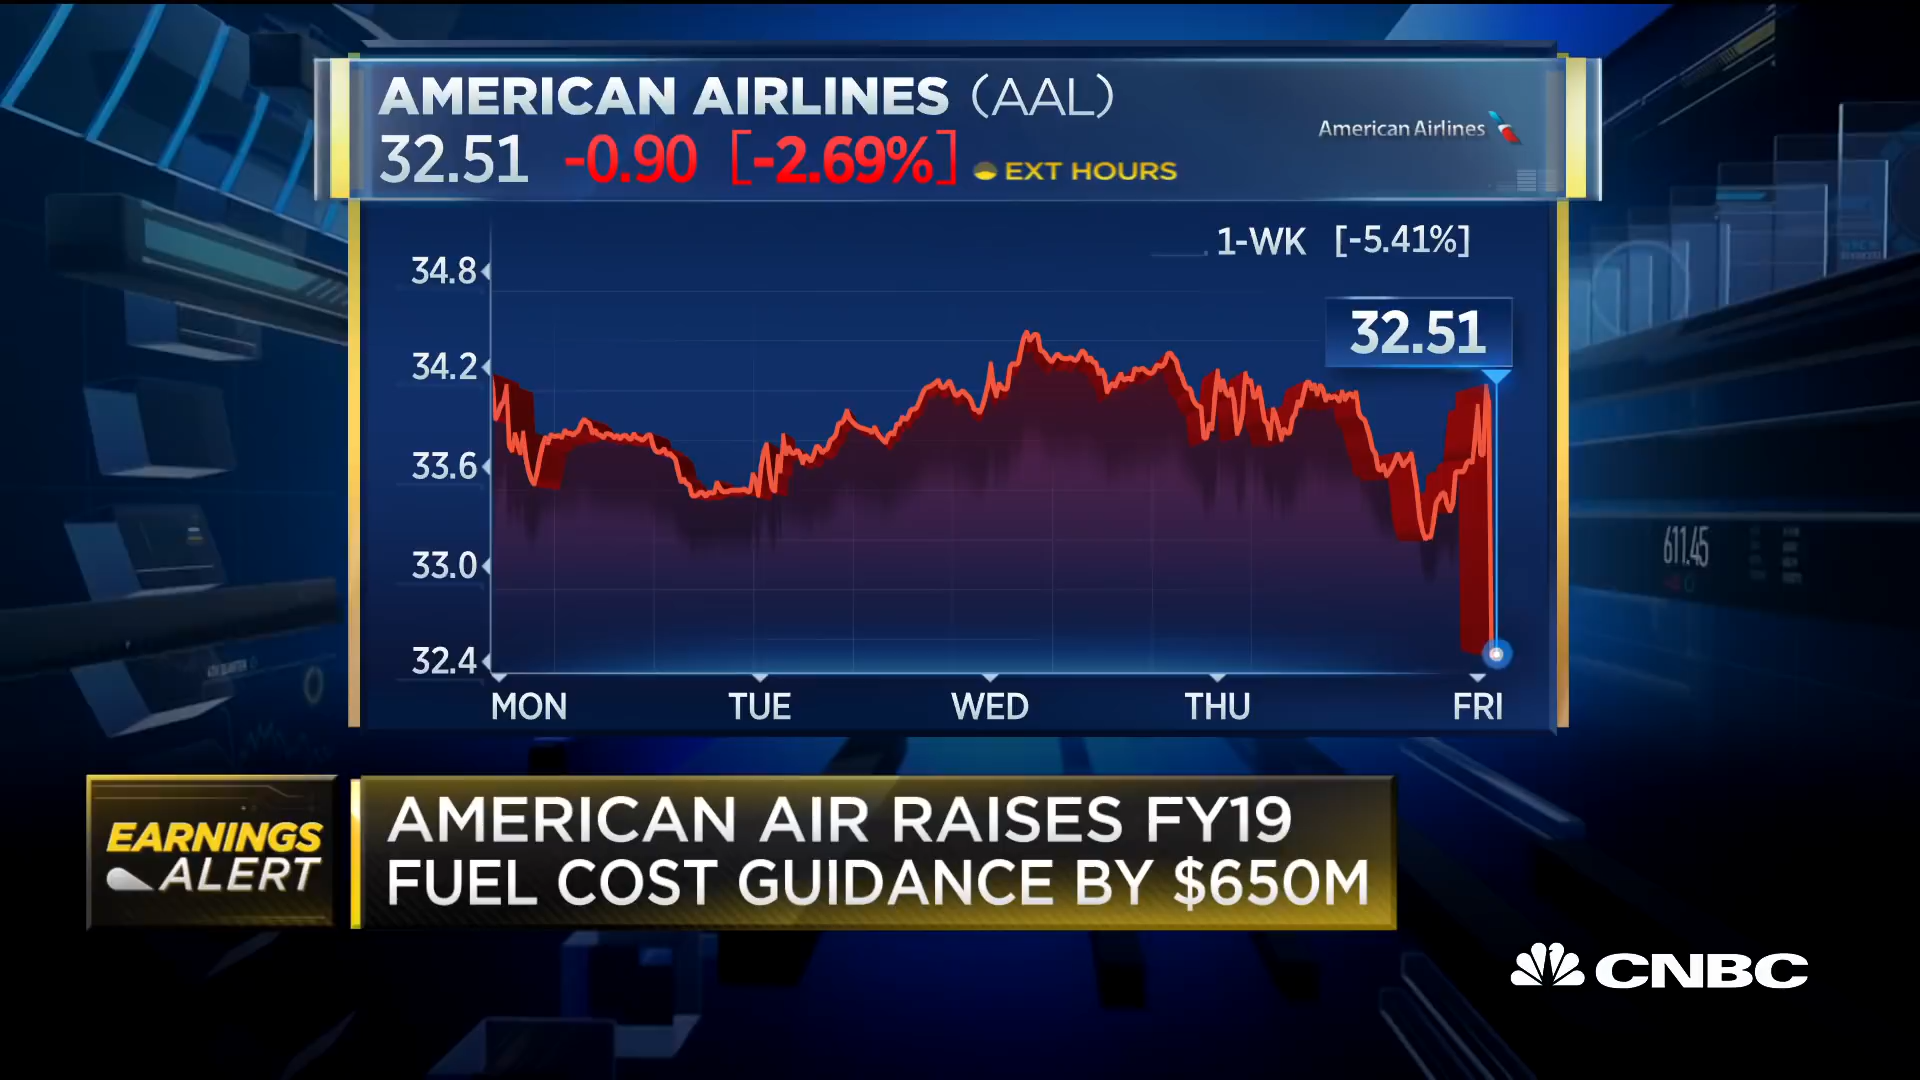 AMERICAN AIRLINES (AAL)
32.51 -0.90 [-2.69%] EXT HOURS
American Airlines
1-WK [-5.41%]
32.51
34.8
34.2
33.6
33.0
32.4
MON TUE WED THU FRI
611.45
4TH QUARTER
EARNINGS
ALERT
AMERICAN AIR RAISES FY19
FUEL COST GUIDANCE BY $650M
CNBC